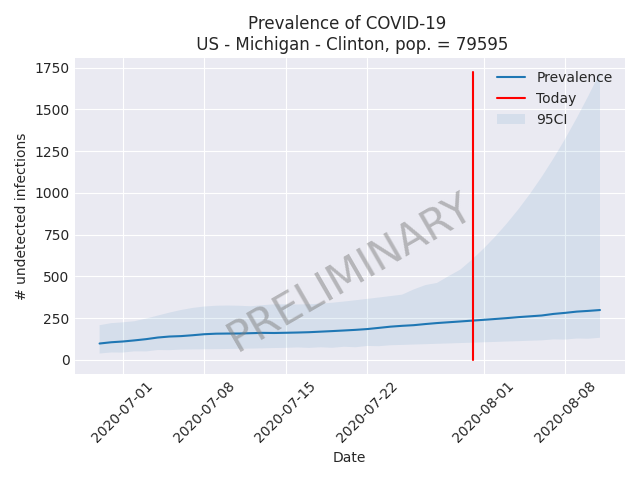 Prevalence of COVID-19
US - Michigan - Clinton, pop. = 79595
1750
1500
1250
1000
750
500
250
0
# undetected infections
Prevalence
Today
95CI
PRELIMINARY
2020-07-01
2020-07-08
2020-07-15
2020-07-22
2020-08-01
2020-08-08
Date